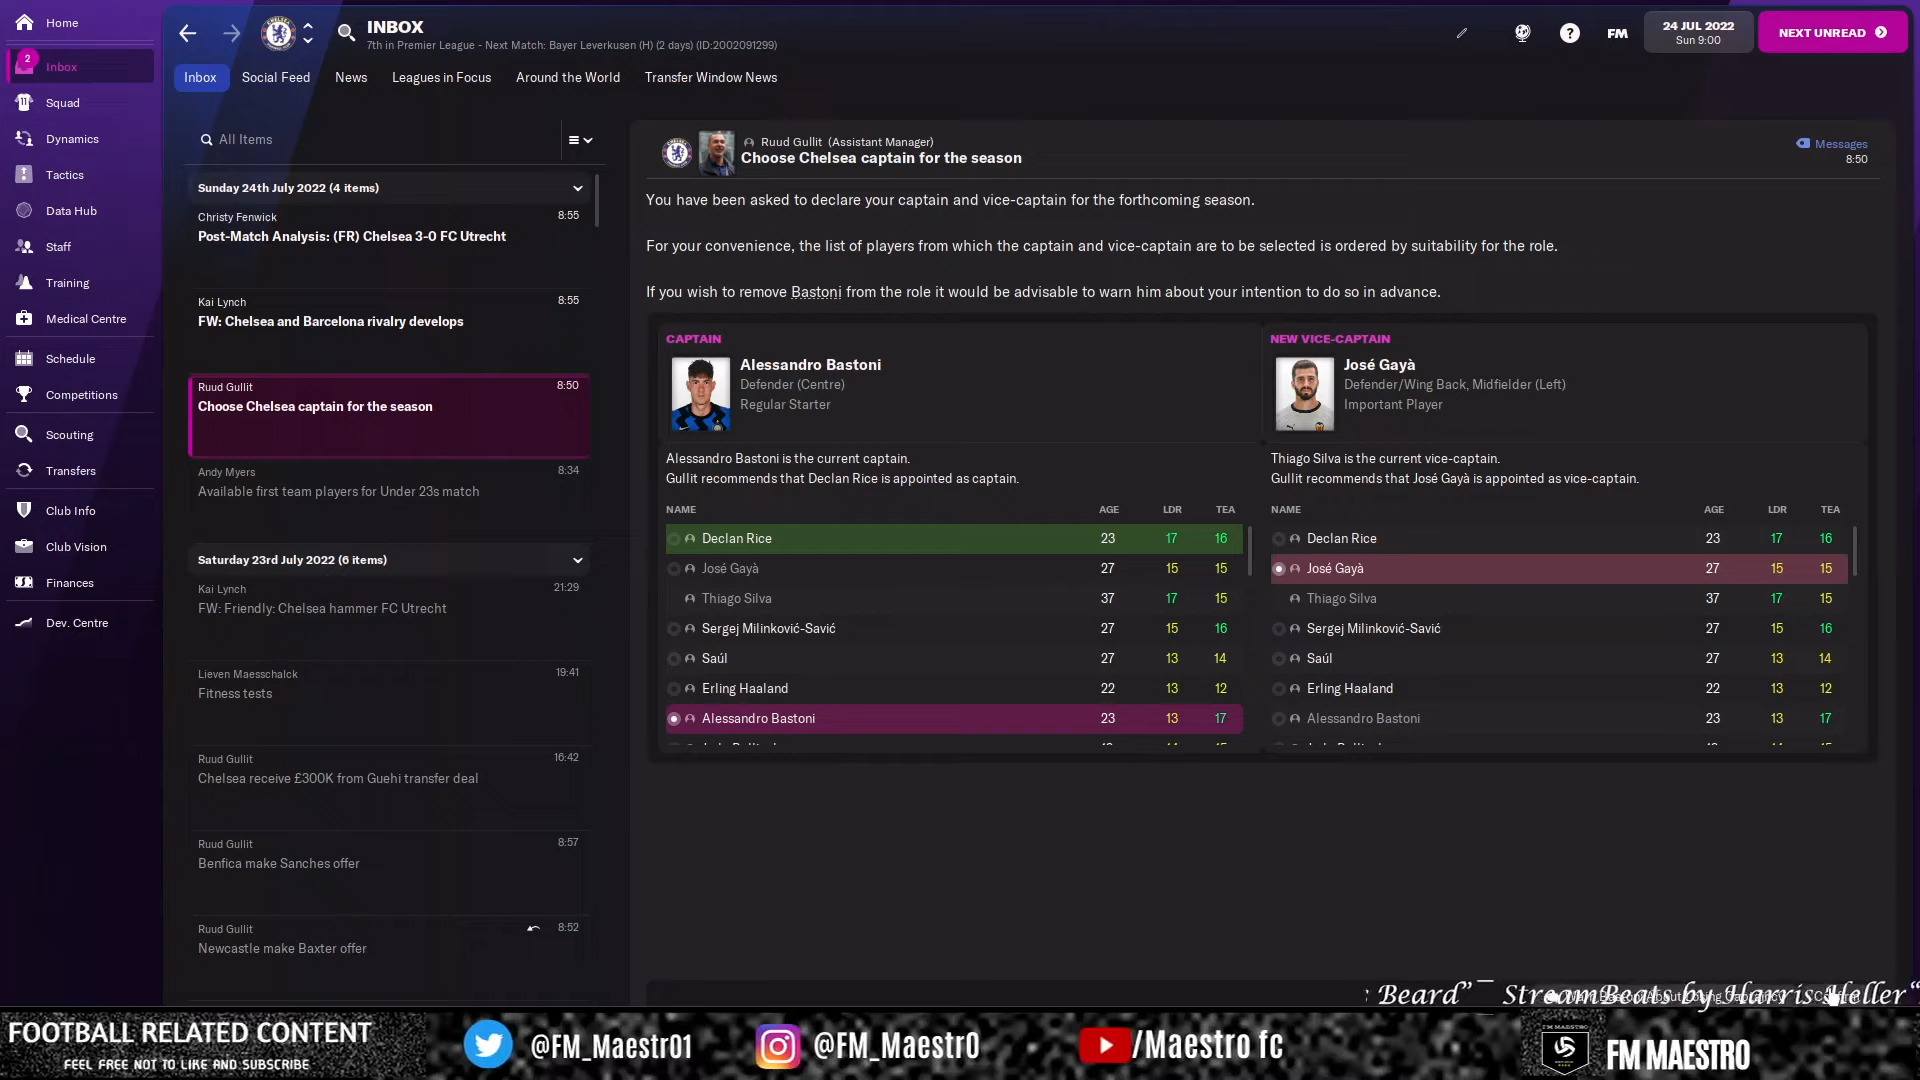 Home
2
Inbox
Squad
Dynamics
Tactics
Data Hub
Staff
Training
Medical Centre
Schedule
Competitions
Scouting
Transfers
Club Info
Club Vision
Finances
Dev. Centre
INBOX
7th in Premier League - Next Match: Bayer Leverkusen (H) (2 days) (ID:2002091299)
FM
24 JUL 2022
Sun 9:00
NEXT UNREAD
Inbox Social Feed News Leagues in Focus Around the World Transfer Window News
All Items
Sunday 24th July 2022 (4 items)
Christy Fenwick 8:55
Post-Match Analysis: (FR) Chelsea 3-0 FC Utrecht
Kai Lynch 8:55
FW: Chelsea and Barcelona rivalry develops
Ruud Gullit 8:50
Choose Chelsea captain for the season
Andy Myers 8:34
Available first team players for Under 23s match
Saturday 23rd July 2022 (6 items)
Kai Lynch 21:29
FW: Friendly: Chelsea hammer FC Utrecht
Lieven Maesschalck 19:41
Fitness tests
Ruud Gullit 16:42
Chelsea receive £300K from Guehi transfer deal
Ruud Gullit 8:57
Benfica make Sanches offer
Ruud Gullit 8:52
Newcastle make Baxter offer
Ruud Gullit (Assistant Manager)
Choose Chelsea captain for the season
Messages
8:50
You have been asked to declare your captain and vice-captain for the forthcoming season.
For your convenience, the list of players from which the captain and vice-captain are to be selected is ordered by suitability for the role.
If you wish to remove Bastoni from the role it would be advisable to warn him about your intention to do so in advance.
CAPTAIN
Alessandro Bastoni
Defender (Centre)
Regular Starter
Alessandro Bastoni is the current captain.
Gullit recommends that Declan Rice is appointed as captain.
NAME AGE LDR TEA
Declan Rice 23 17 16
José Gayà 27 15 15
Thiago Silva 37 17 15
Sergej Milinković-Savić 27 15 16
Saúl 27 13 14
Erling Haaland 22 13 12
Alessandro Bastoni 23 13 17
NEW VICE-CAPTAIN
José Gayà
Defender/Wing Back, Midfielder (Left)
Important Player
Thiago Silva is the current vice-captain.
Gullit recommends that José Gayà is appointed as vice-captain.
NAME AGE LDR TEA
Declan Rice 23 17 16
José Gayà 27 15 15
Thiago Silva 37 17 15
Sergej Milinković-Savić 27 15 16
Saúl 27 13 14
Erling Haaland 22 13 12
Alessandro Bastoni 23 13 17
Beard” StreamBeats by Harris Heller“
FOOTBALL RELATED CONTENT
FEEL FREE NOT TO LIKE AND SUBSCRIBE
@FM_Maestr01
@FM_Maestr0
/Maestro fc
FM MAESTRO
FM MAESTRO